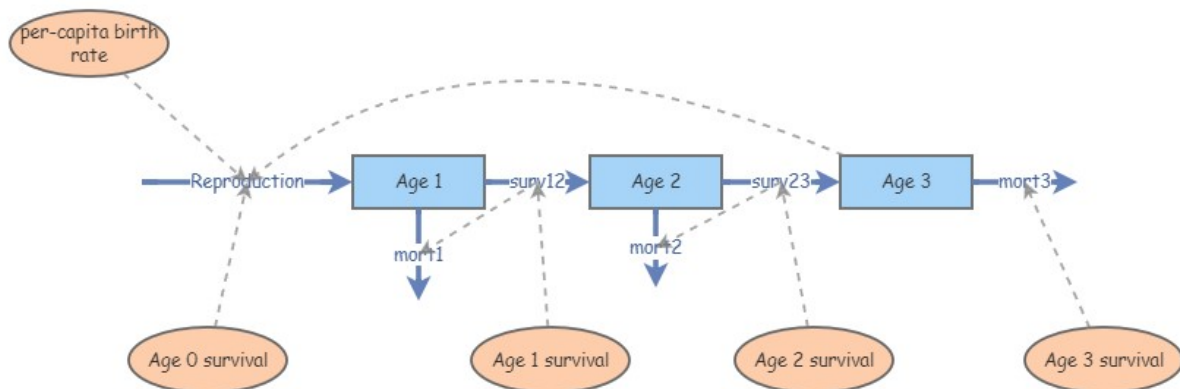 per-capita birth
rate
Reproduction
Age 1
surv12
Age 2
surv23
Age 3
mort3
mort1
mort2
Age 0 survival
Age 1 survival
Age 2 survival
Age 3 survival